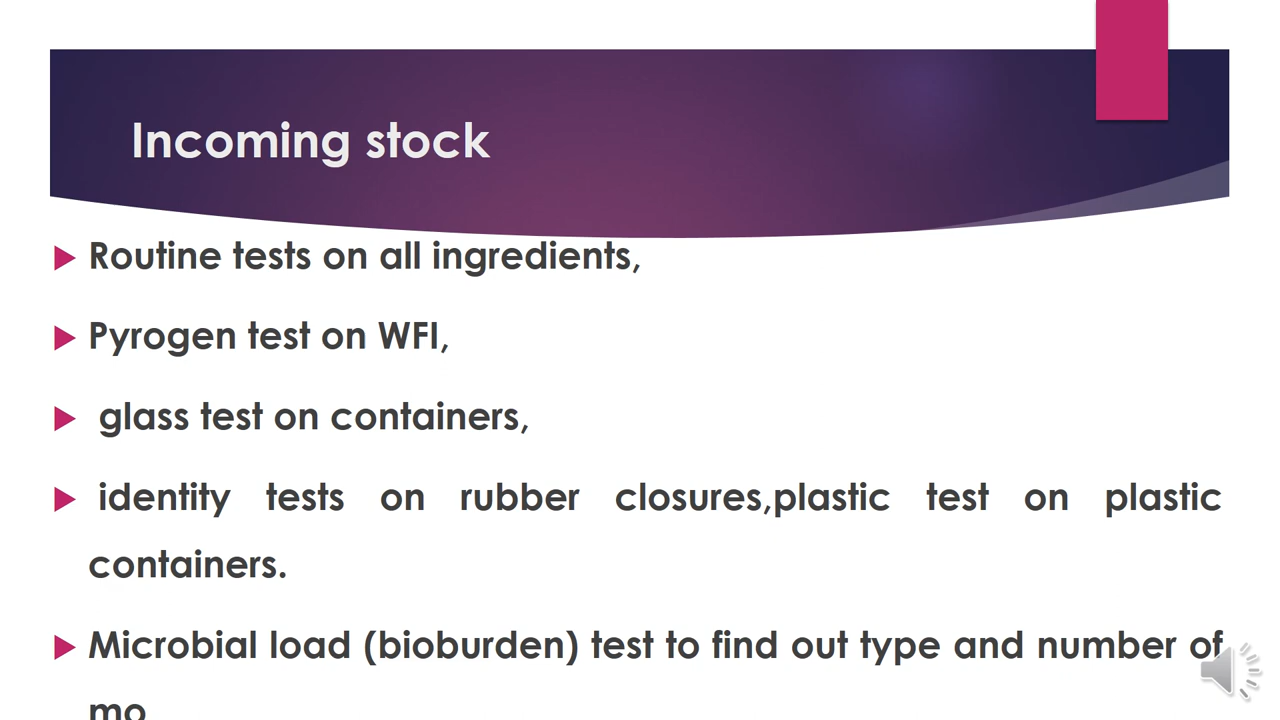 Incoming stock
Routine tests on all ingredients,
Pyrogen test on WFI,
glass test on containers,
identity tests on rubber closures,plastic test on plastic
containers.
Microbial load (bioburden) test to find out type and number of
mo